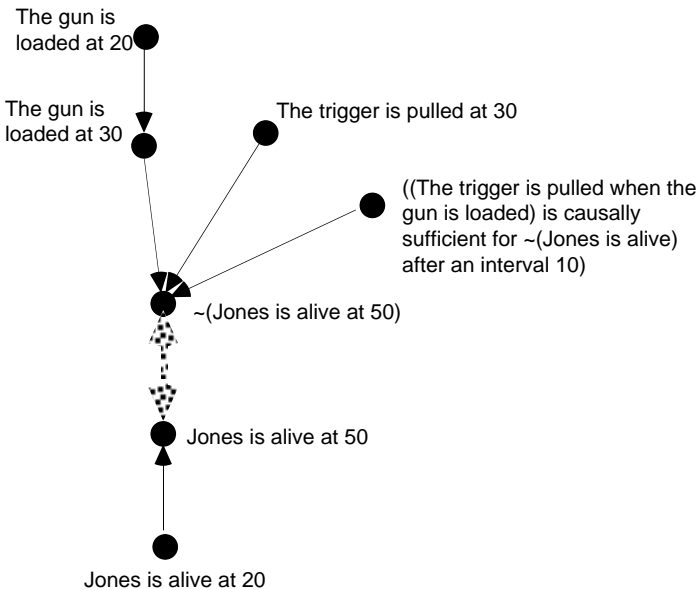 The gun is
loaded at 20
The gun is
loaded at 30
The trigger is pulled at 30
((The trigger is pulled when the
gun is loaded) is causally
sufficient for ~(Jones is alive)
after an interval 10)
~(Jones is alive at 50)
Jones is alive at 50
Jones is alive at 20